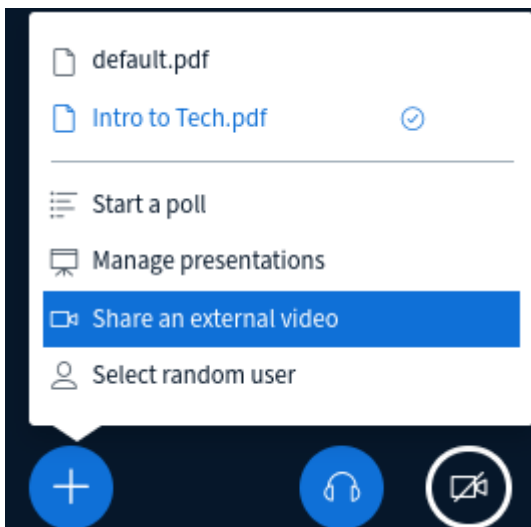 default.pdf
Intro to Tech.pdf
Start a poll
Manage presentations
Share an external video
Select random user